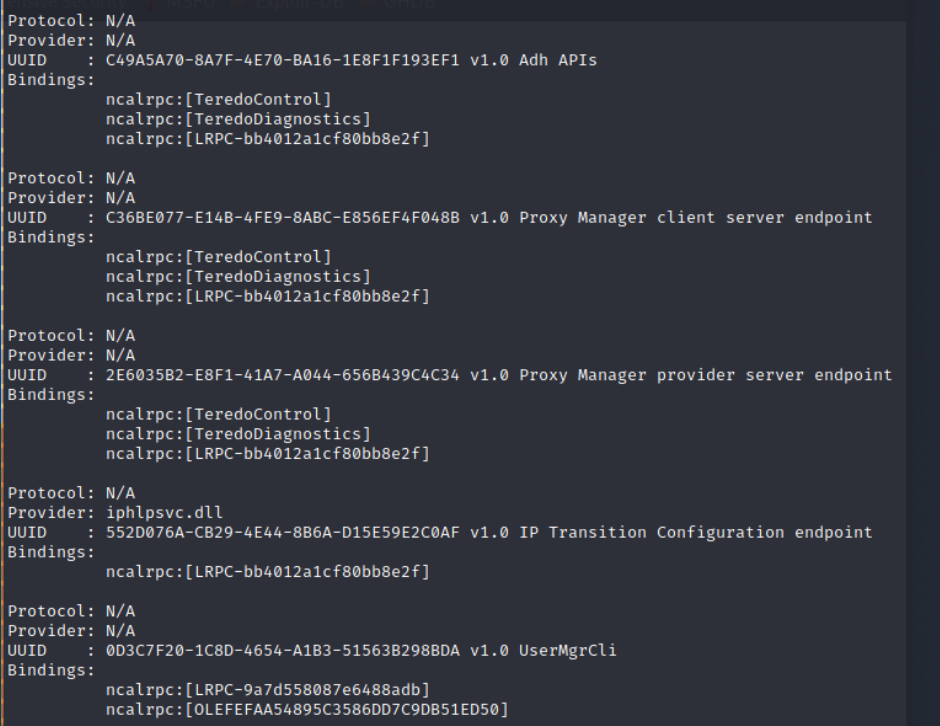 Protocol: N/A
Provider: N/A
UUID    : C49A5A70-8A7F-4E70-BA16-1E8F1F193EF1 v1.0 Adh APIs
Bindings:
          ncalrpc:[TeredoControl]
          ncalrpc:[TeredoDiagnostics]
          ncalrpc:[LRPC-bb4012a1cf80bb8e2f]

Protocol: N/A
Provider: N/A
UUID    : C36BE077-E14B-4FE9-8ABC-E856EF4F048B v1.0 Proxy Manager client server endpoint
Bindings:
          ncalrpc:[TeredoControl]
          ncalrpc:[TeredoDiagnostics]
          ncalrpc:[LRPC-bb4012a1cf80bb8e2f]

Protocol: N/A
Provider: N/A
UUID    : 2E6035B2-E8F1-41A7-A044-656B439C4C34 v1.0 Proxy Manager provider server endpoint
Bindings:
          ncalrpc:[TeredoControl]
          ncalrpc:[TeredoDiagnostics]
          ncalrpc:[LRPC-bb4012a1cf80bb8e2f]

Protocol: N/A
Provider: iphlpsvc.dll
UUID    : 552D076A-CB29-4E44-8B6A-D15E59E2C0AF v1.0 IP Transition Configuration endpoint
Bindings:
          ncalrpc:[LRPC-bb4012a1cf80bb8e2f]

Protocol: N/A
Provider: N/A
UUID    : 0D3C7F20-1C8D-4654-A1B3-51563B298BDA v1.0 UserMgrCli
Bindings:
          ncalrpc:[LRPC-9a7d558087e6488adb]
          ncalrpc:[OLEFEFAA54895C3586DD7C9DB51ED50]